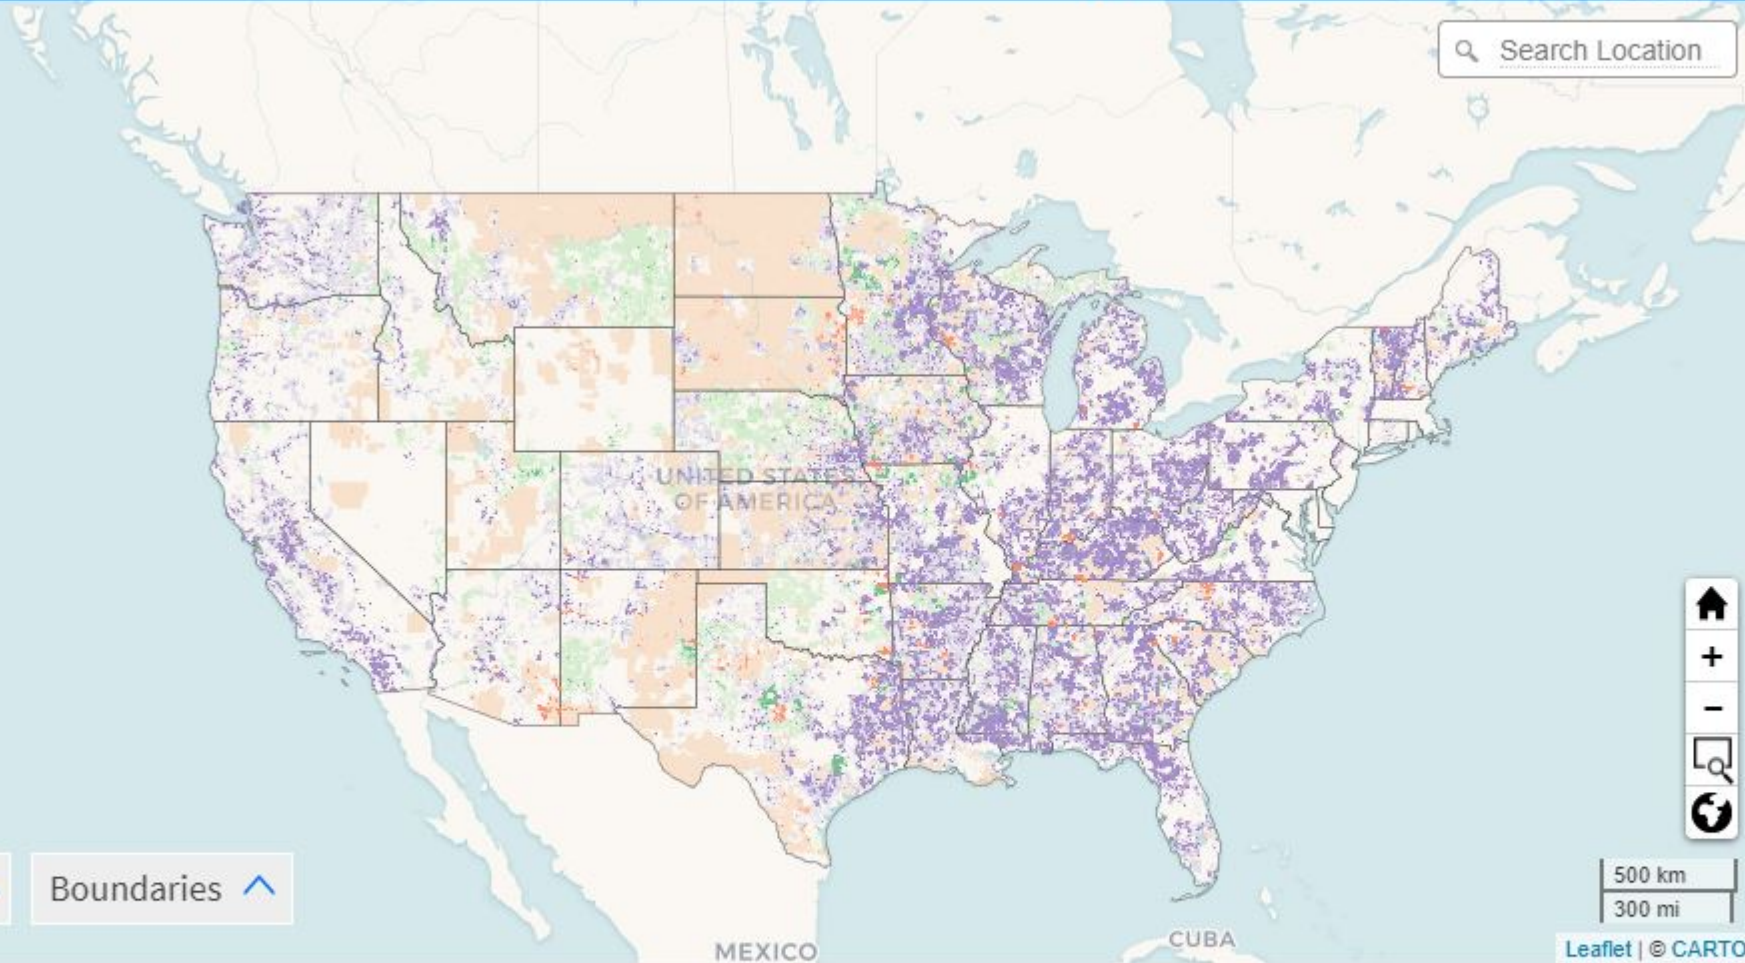 Search Location
UNITED STATES
OF AMERICA
Boundaries
500 km
300 mi
MEXICO
CUBA
Leaflet | © CARTO